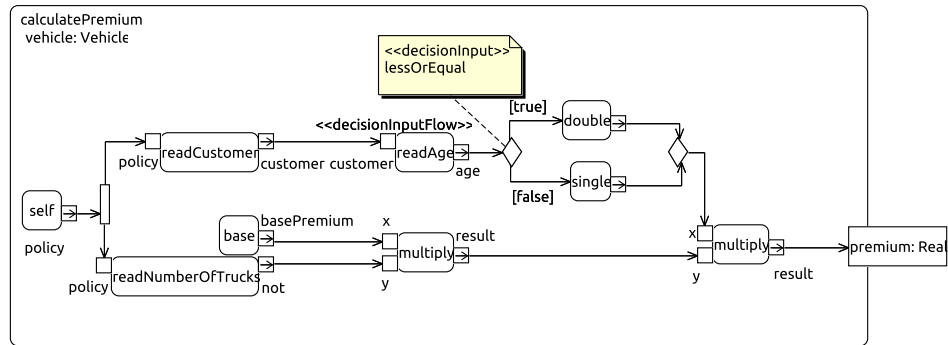 calculatePremium
vehicle: Vehicle
<<decisionInput>>
lessOrEqual
[true]
double
<<decisionInputFlow>>
policy
readCustomer
customer
customer
readAge
age
single
[false]
self
policy
basePremium
base
x
multiply
result
y
policy
readNumberOfTrucks
not
x
multiply
y
result
premium: Real